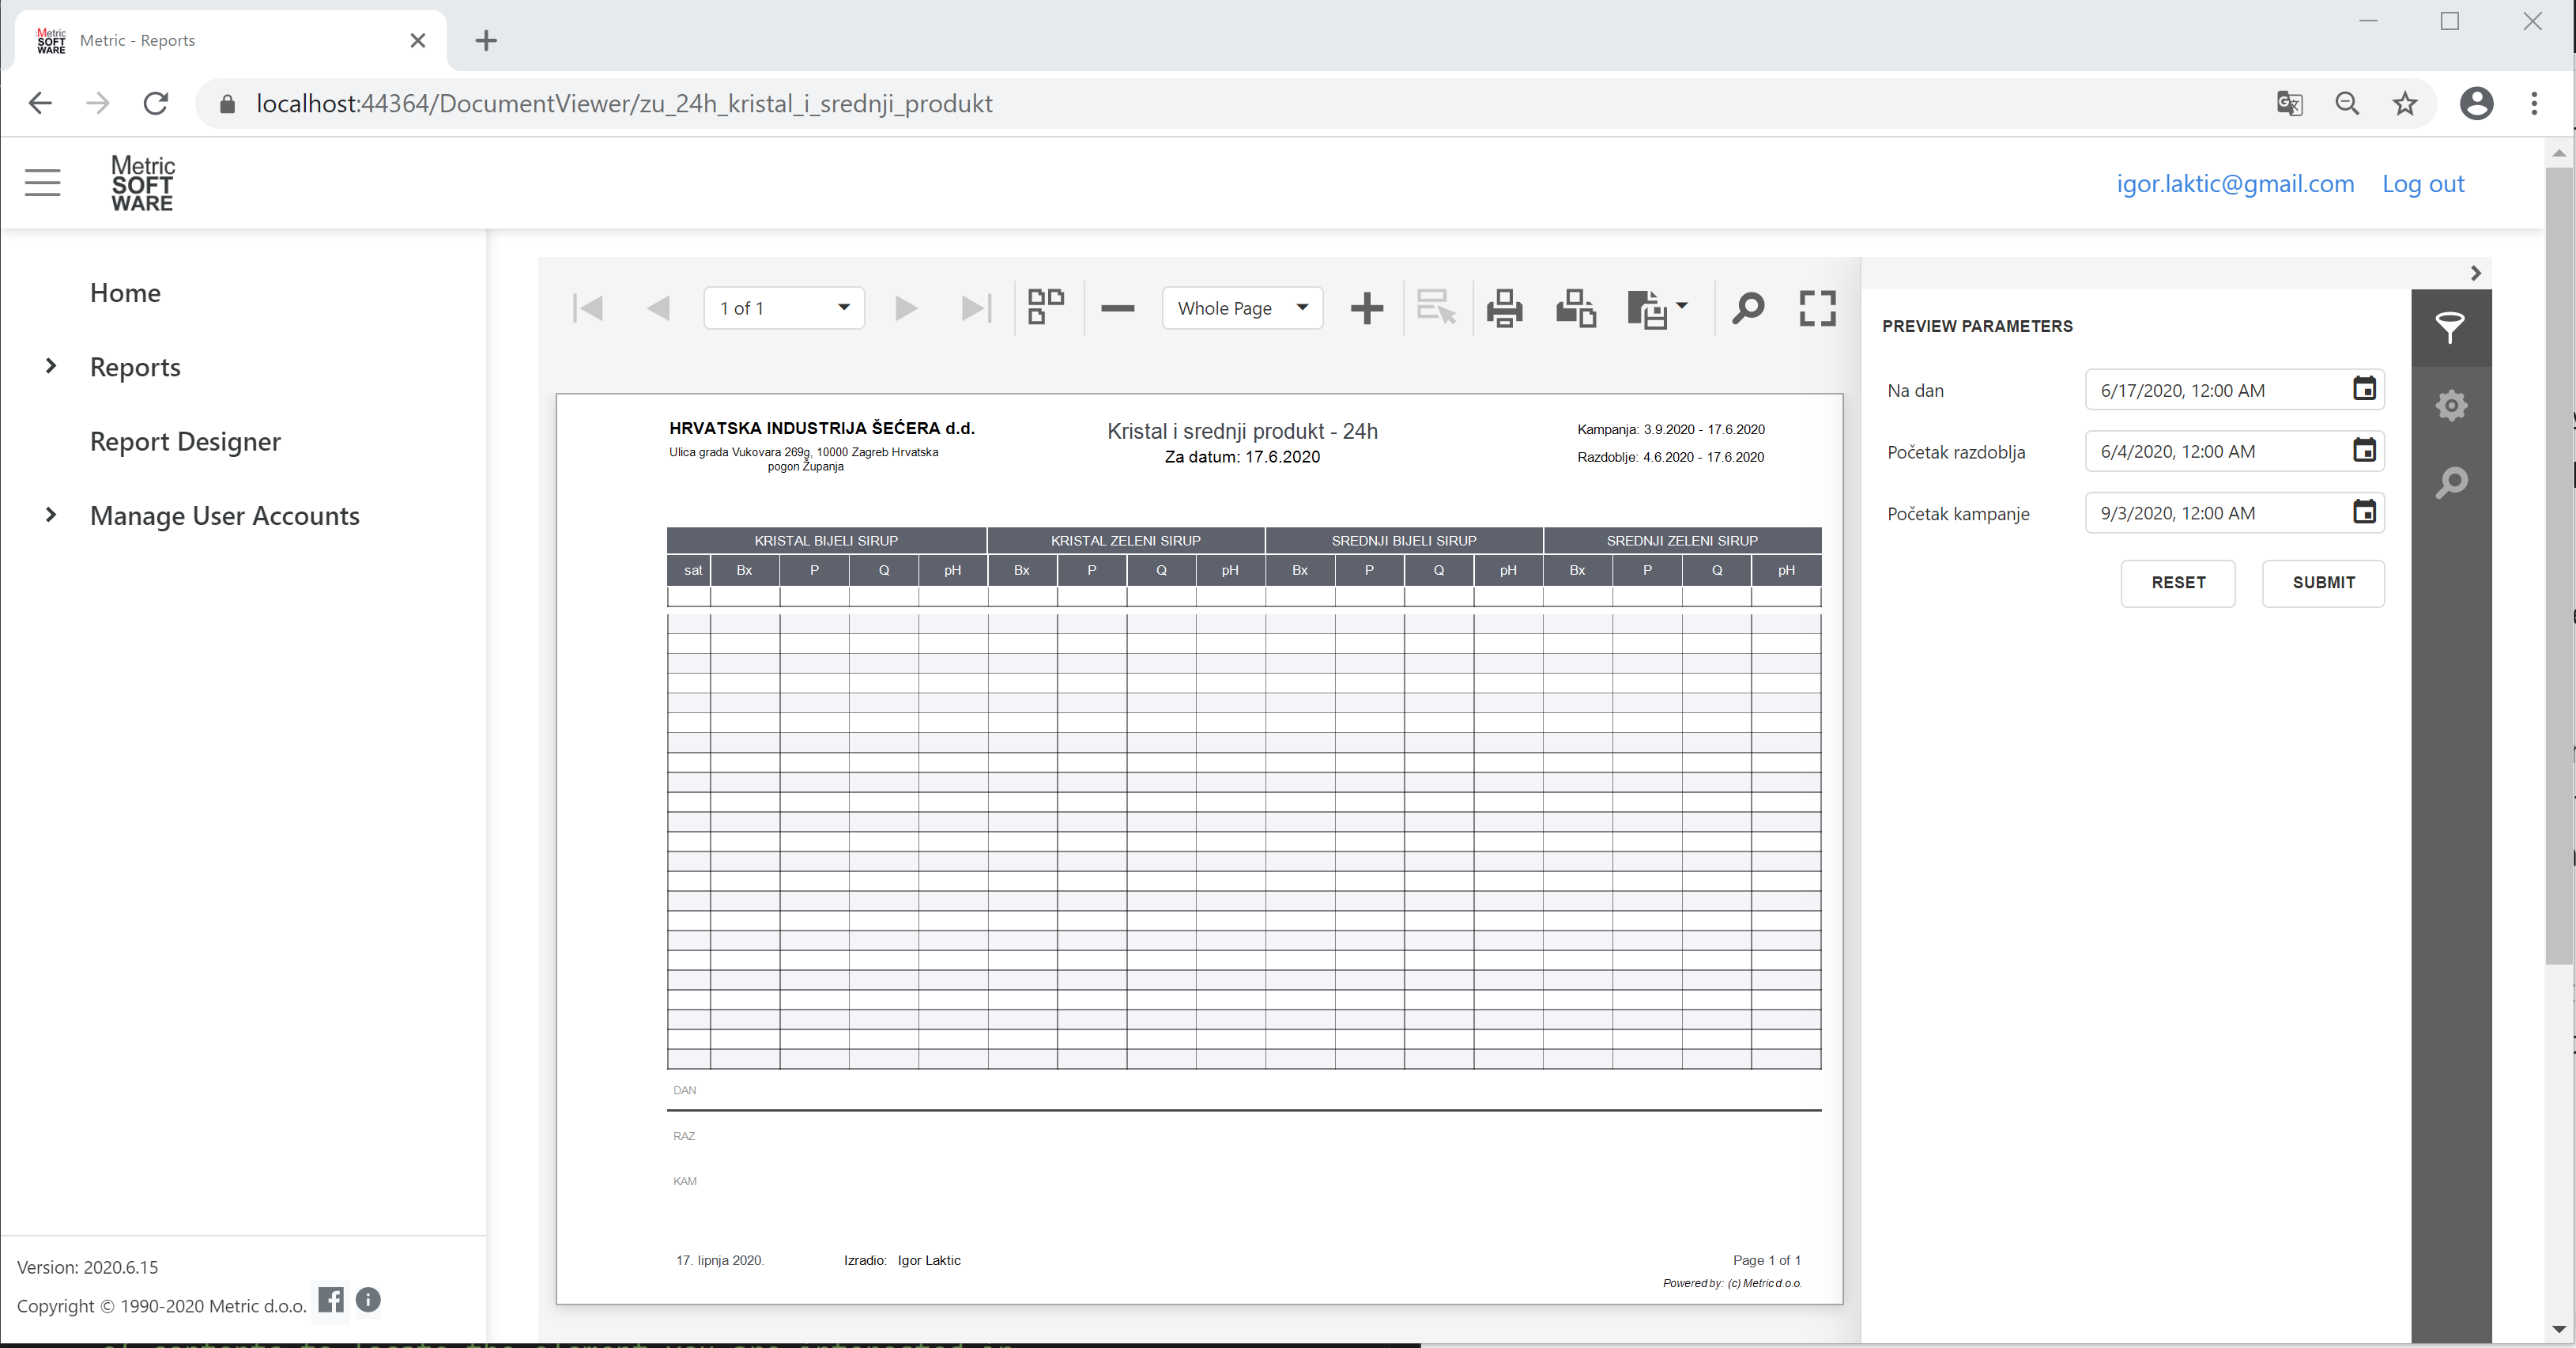 Metric SOFT WARE
Metric - Reports
localhost:44364/DocumentViewer/zu_24h_kristal_i_srednji_produkt
Metric
SOFT
WARE
igor.laktic@gmail.com Log out
Home
Reports
Report Designer
Manage User Accounts
Version: 2020.6.15
Copyright © 1990-2020 Metric d.o.o.
1 of 1
Whole Page
HRVATSKA INDUSTRIJA ŠEĆERA d.d.
Ulica grada Vukovara 269g, 10000 Zagreb Hrvatska
pogon Županja
Kristal i srednji produkt - 24h
Za datum: 17.6.2020
Kampanja: 3.9.2020 - 17.6.2020
Razdoblje: 4.6.2020 - 17.6.2020
KRISTAL BIJELI SIRUP KRISTAL ZELENI SIRUP SREDNJI BIJELI SIRUP SREDNJI ZELENI SIRUP
sat Bx P Q pH Bx P Q pH Bx P Q pH Bx P Q pH
DAN
RAZ
KAM
17. lipnja 2020. Izradio: Igor Laktic Page 1 of 1
Powered by: (c) Metric d.o.o.
PREVIEW PARAMETERS
Na dan 6/17/2020, 12:00 AM
Početak razdoblja 6/4/2020, 12:00 AM
Početak kampanje 9/3/2020, 12:00 AM
RESET SUBMIT